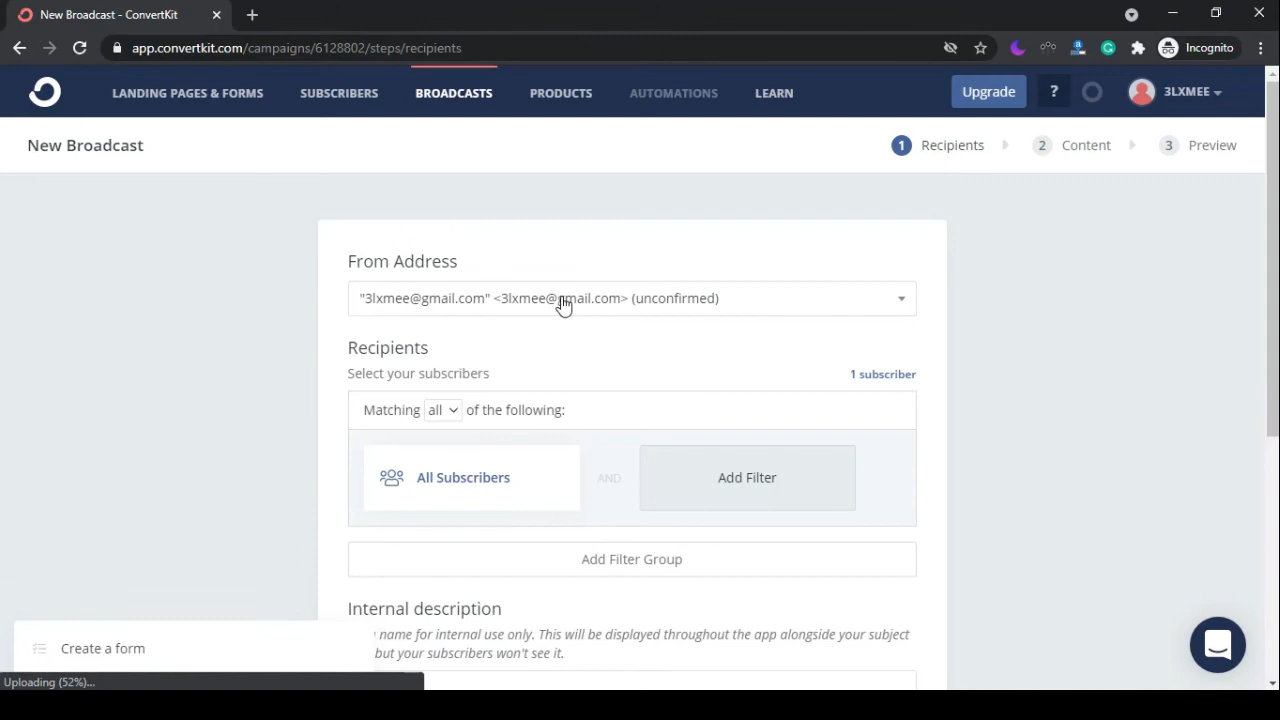 New Broadcast - ConvertKit
app.convertkit.com/campaigns/6128802/steps/recipients
Incognito
LANDING PAGES & FORMS
SUBSCRIBERS
BROADCASTS
PRODUCTS
AUTOMATIONS
LEARN
Upgrade
?
3LXMEE
New Broadcast
1 Recipients
2 Content
3 Preview
From Address
"3lxmee@gmail.com" <3lxmee@gmail.com> (unconfirmed)
Recipients
Select your subscribers
1 subscriber
Matching all of the following:
All Subscribers
AND
Add Filter
Add Filter Group
Internal description
name for internal use only. This will be displayed throughout the app alongside your subject
but your subscribers won't see it.
Create a form
Uploading (52%)...